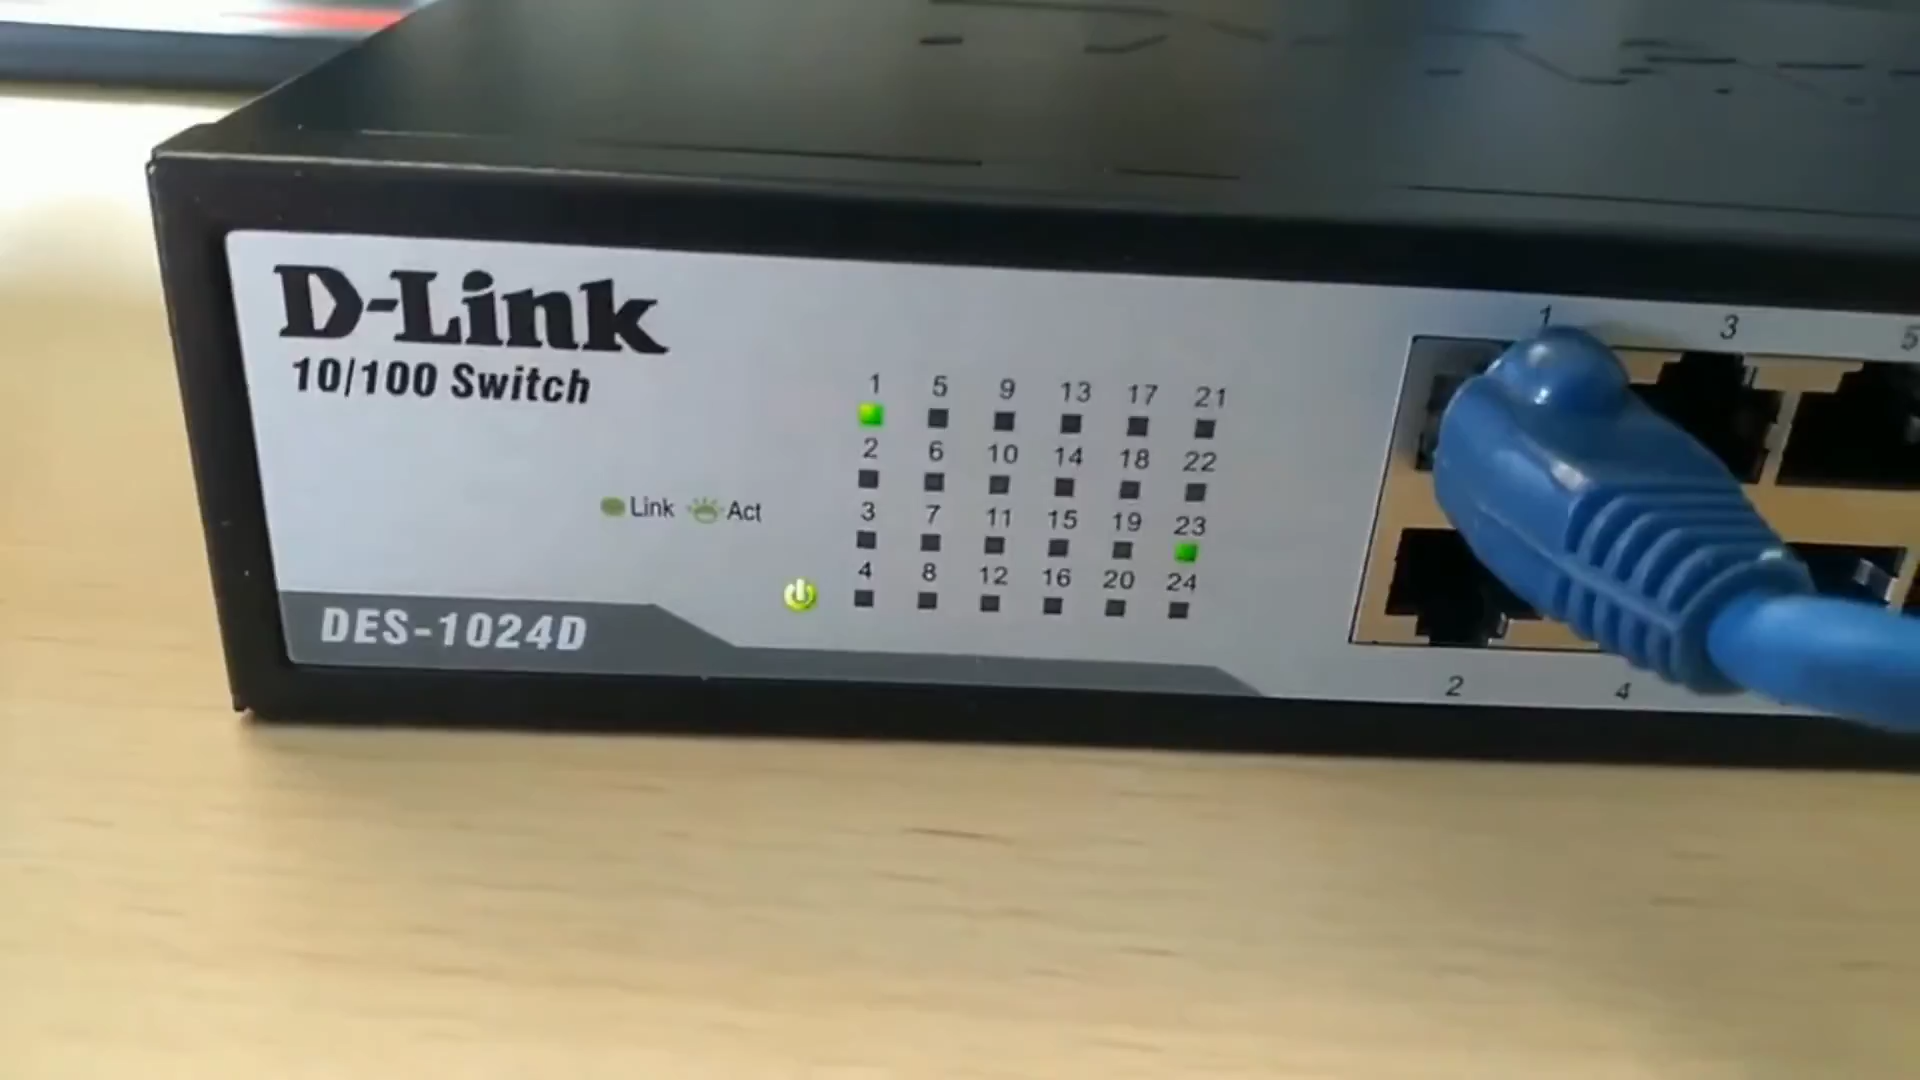 D-Link
10/100 Switch
1 5 9 13 17 21
2 6 10 14 18 22
Link Act
3 7 11 15 19 23
4 8 12 16 20 24
DES-1024D
1 3 5
2 4